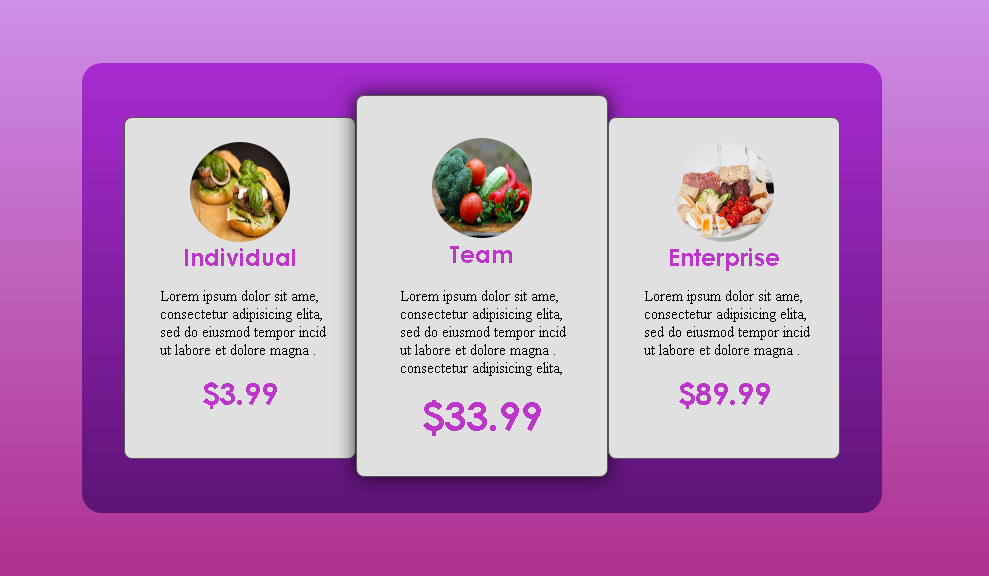 Individual
Lorem ipsum dolor sit ame,
consectetur adipisicing elita,
sed do eiusmod tempor incid
ut labore et dolore magna .
$3.99
Team
Lorem ipsum dolor sit ame,
consectetur adipisicing elita,
sed do eiusmod tempor incid
ut labore et dolore magna .
consectetur adipisicing elita,
$33.99
Enterprise
Lorem ipsum dolor sit ame,
consectetur adipisicing elita,
sed do eiusmod tempor incid
ut labore et dolore magna .
$89.99